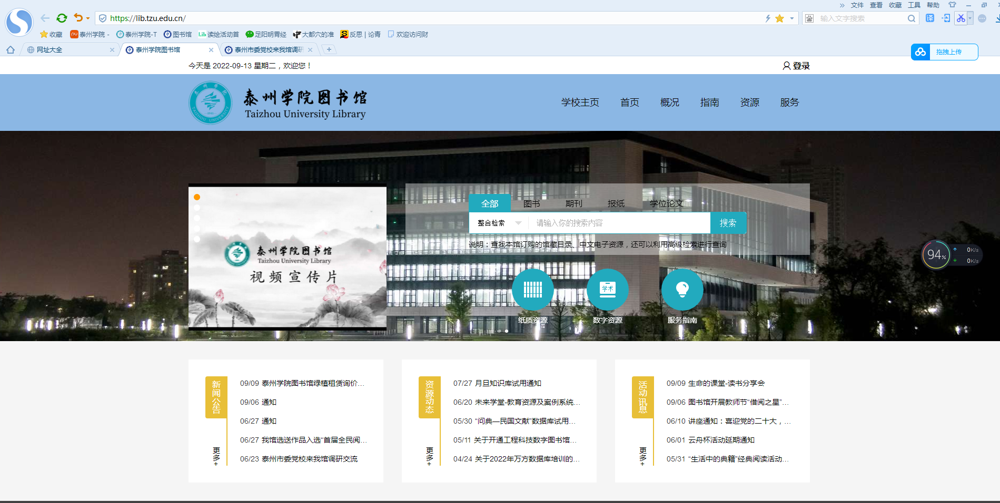 文件 查看 收藏 工具 帮助
https://lib.tzu.edu.cn/
输入文字搜索
译
收藏 泰州学院 - 泰州学院-T 图书馆 Lib 读绘活动首 足阳明胃经 大都穴的准 反思 | 论青 欢迎访问财
网址大全 泰州学院图书馆 泰州市委党校来我馆调研
拖拽上传
今天是 2022-09-13 星期二，欢迎您！
登录
泰州学院图书馆
Taizhou University Library
学校主页 首页 概况 指南 资源 服务
泰州学院图书馆
Taizhou University Library
视频宣传片
全部 图书 期刊 报纸 学位论文
整合检索 请输入你的搜索内容 搜索
说明：查找本馆订购的馆藏目录、中文电子资源，还可以利用高级检索进行查询
94%
0K/s
0K/s
学术
纸质资源 数字资源 服务指南
新闻公告
09/09 泰州学院图书馆绿植租赁询价...
09/06 通知
06/27 通知
06/27 我馆选送作品入选“首届全民阅...
06/23 泰州市委党校来我馆调研交流
更多+
资源动态
07/27 月旦知识库试用通知
06/20 未来学堂-教育资源及案例系统...
05/30 “问典—民国文献”数据库试用...
05/11 关于开通工程科技数字图书馆...
04/24 关于2022年万方数据库培训的...
更多+
活动讯息
09/09 生命的课堂-读书分享会
09/06 图书馆开展教师节“借阅之星”...
06/10 讲座通知：喜迎党的二十大，...
06/01 云舟杯活动延期通知
05/31 “生活中的典籍”经典阅读活动...
更多+